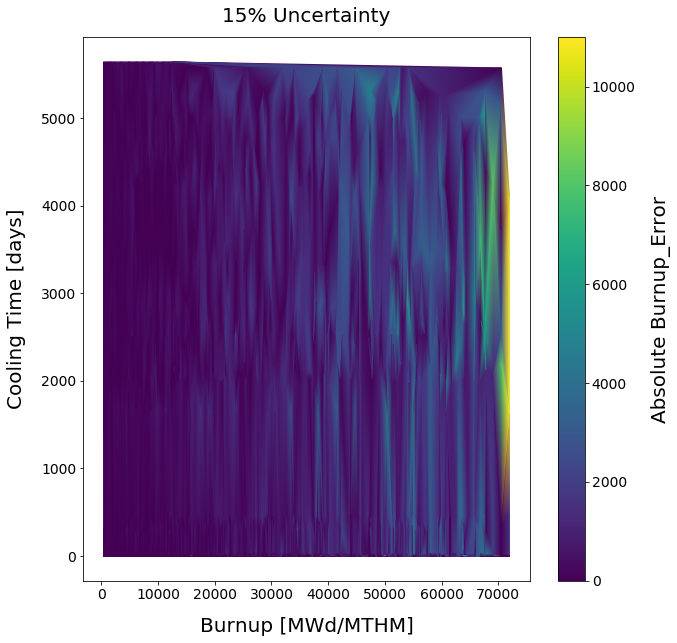 15% Uncertainty
Cooling Time [days]
5000
4000
3000
2000
1000
0
0 10000 20000 30000 40000 50000 60000 70000
Burnup [MWd/MTHM]
10000
8000
6000
4000
2000
0
Absolute Burnup_Error